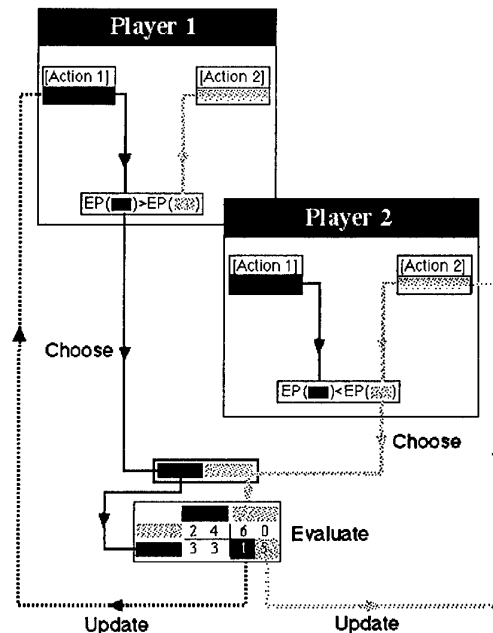 Player 1
[Action 1]
[Action 2]
EP( )>EP( )
Player 2
[Action 1]
[Action 2]
EP( )<EP( )
Choose
Choose
2 4 6 0
3 3 1 5
Evaluate
Update
Update